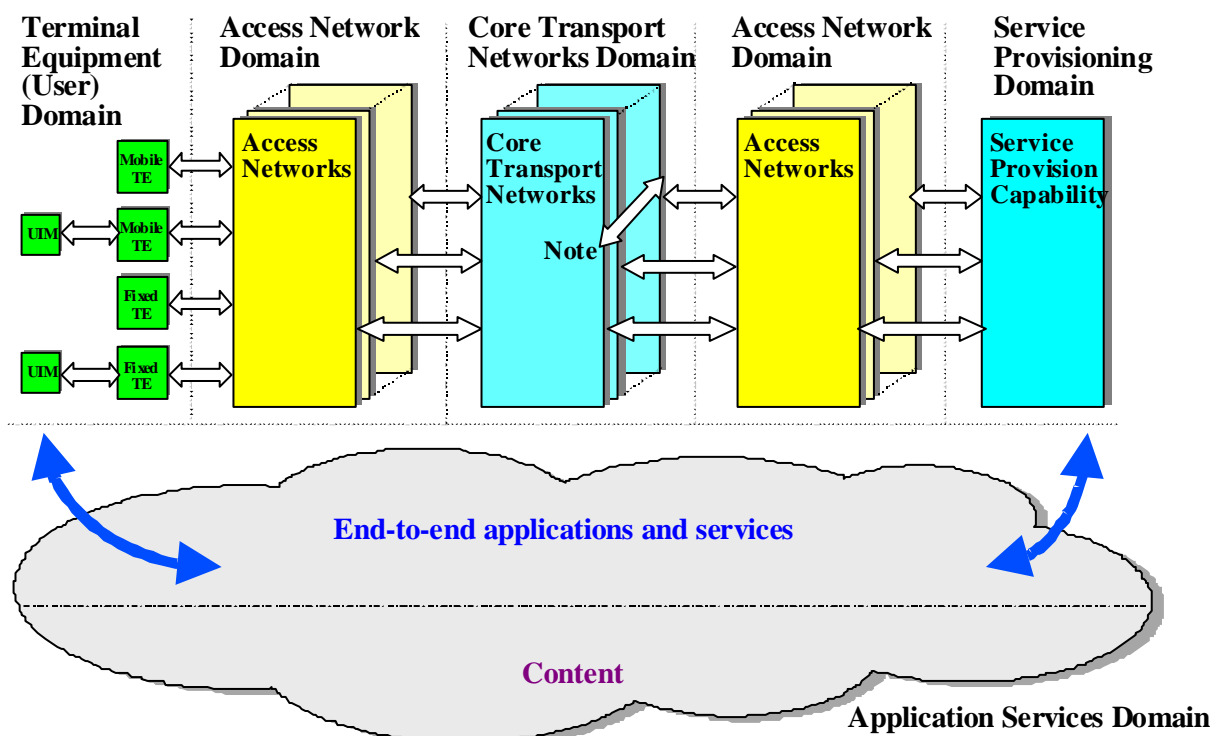 Terminal
Equipment
(User)
Domain
Access Network
Domain
Core Transport
Networks Domain
Access Network
Domain
Service
Provisioning
Domain
Mobile
TE
UIM
Mobile
TE
Fixed
TE
UIM
Fixed
TE
Access
Networks
Core
Transport
Networks
Note
Access
Networks
Service
Provision
Capability
End-to-end applications and services
Content
Application Services Domain